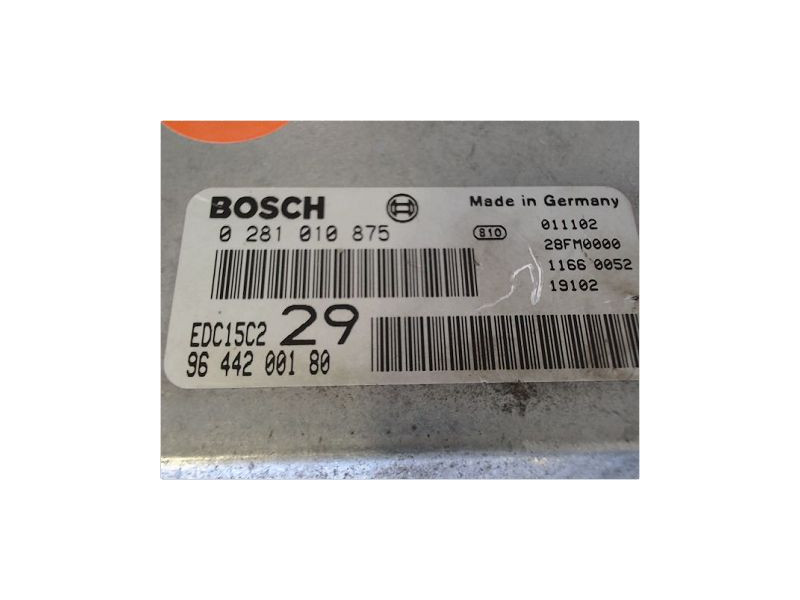 BOSCH
Made in Germany
0 281 010 875
810
011102
28FM0000
1166 0052
19102
EDC15C2 29
96 442 001 80